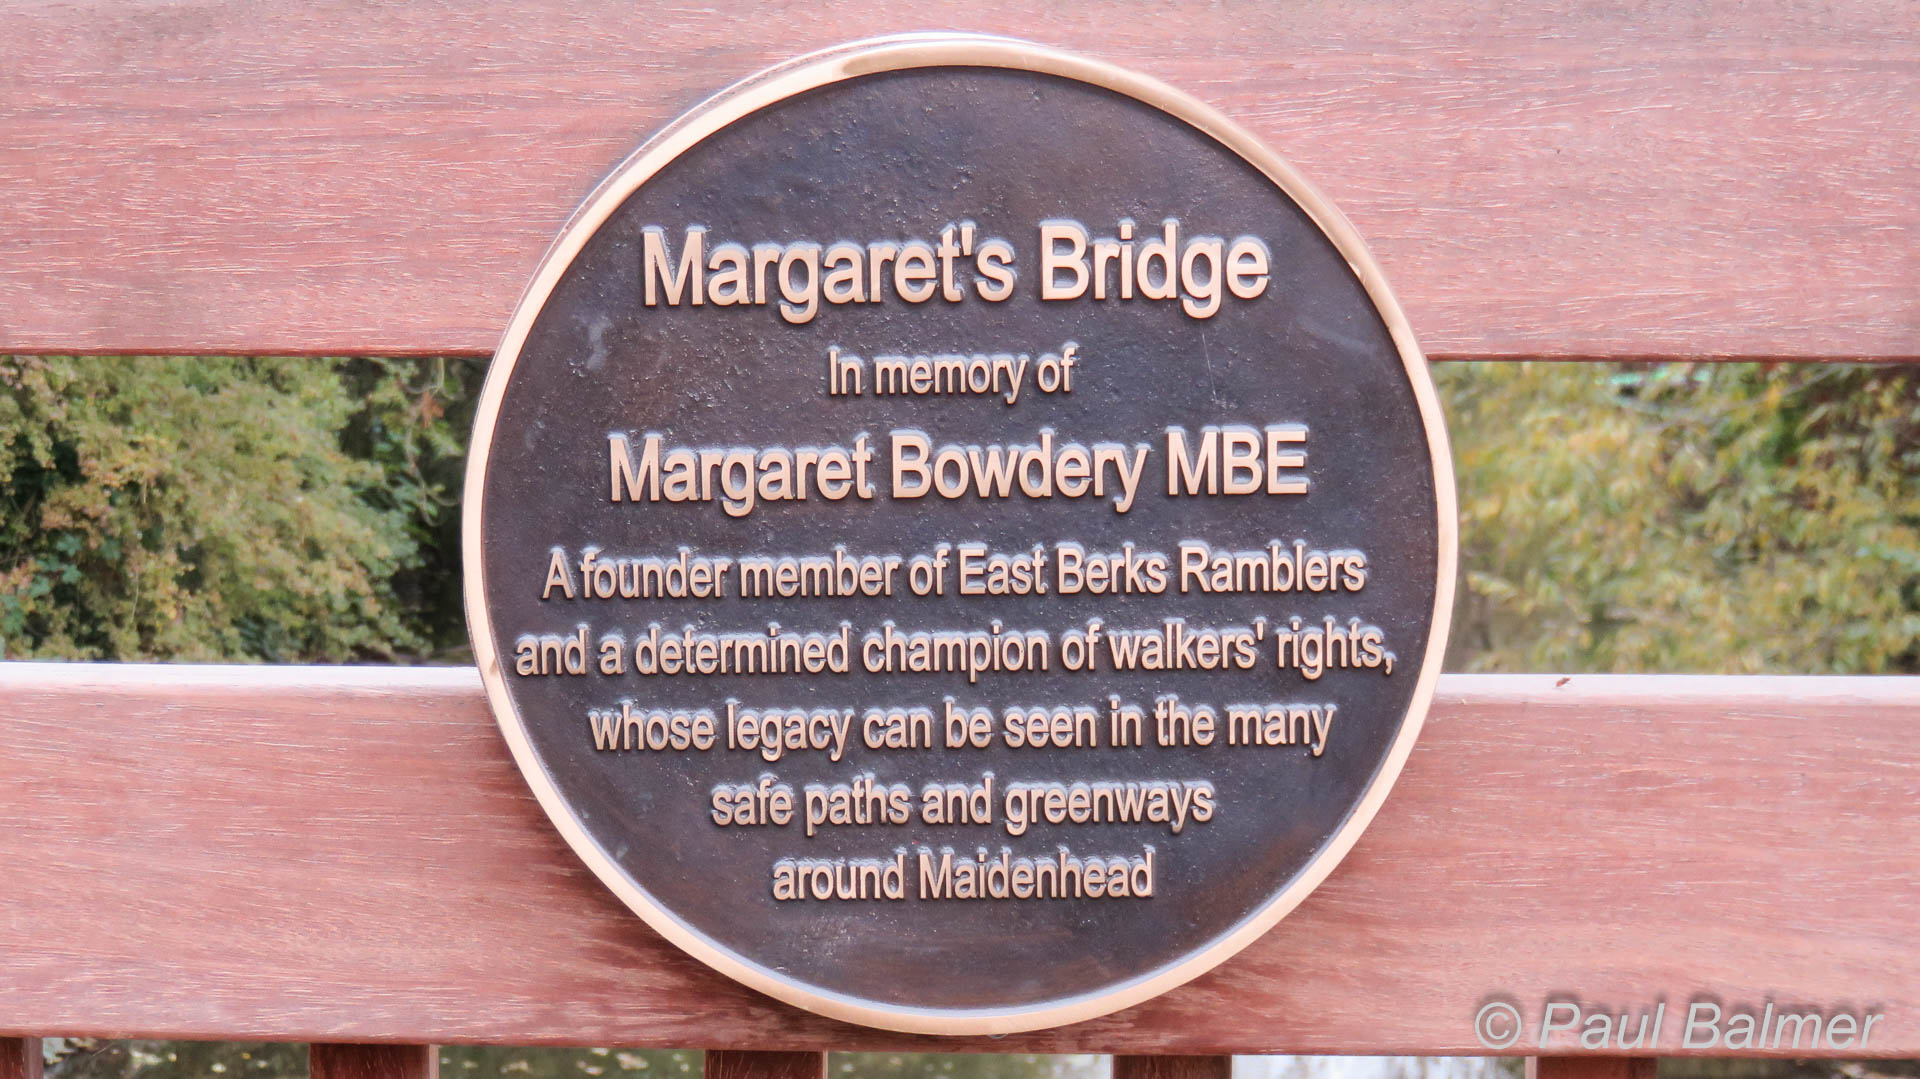 Margaret's Bridge
In memory of
Margaret Bowdery MBE
A founder member of East Berks Ramblers
and a determined champion of walkers' rights,
whose legacy can be seen in the many
safe paths and greenways
around Maidenhead
© Paul Balmer